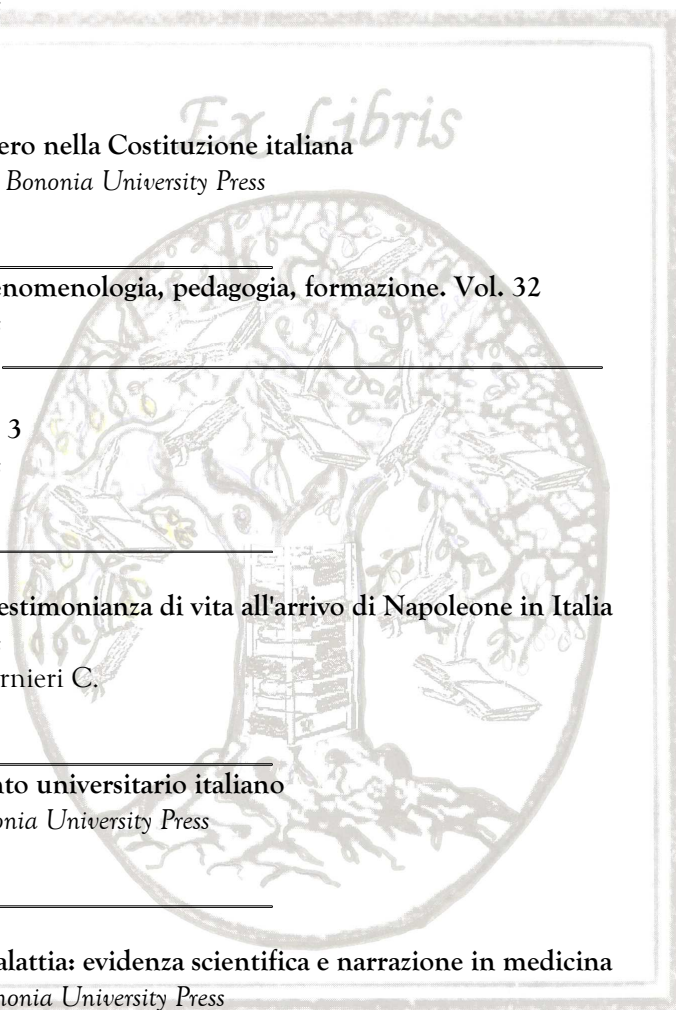 Ex Libris
ero nella Costituzione italiana
Bononia University Press
enomenologia, pedagogia, formazione. Vol. 32
3
estimonianza di vita all'arrivo di Napoleone in Italia
rnieri C.
nto universitario italiano
onia University Press
alattia: evidenza scientifica e narrazione in medicina
nonia University Press